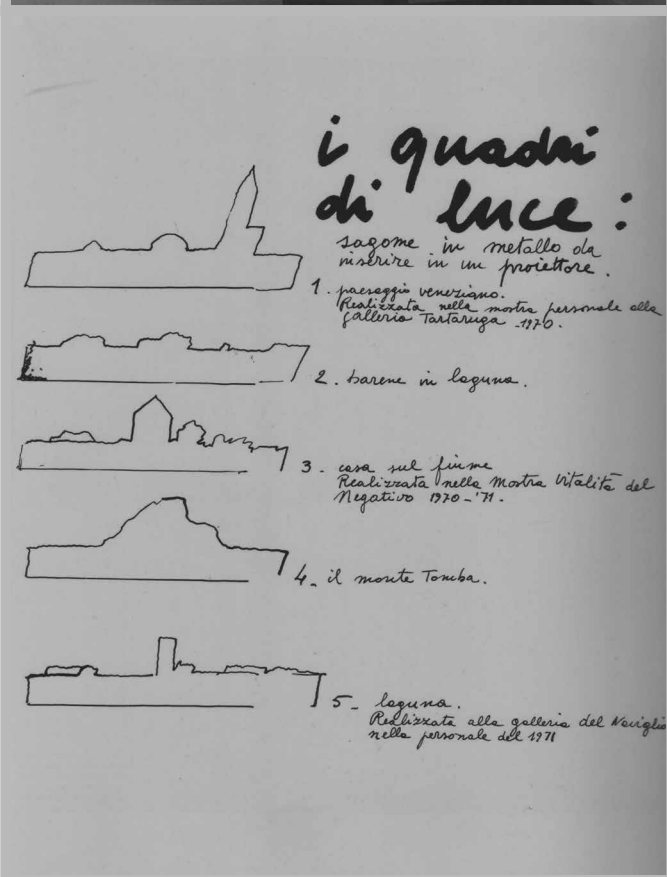 i quadri
di luce:
sagome in metallo da
inserire in un proiettore.
1. paesaggio veneziano.
Realizzata nella mostra personale alla
galleria Tartaruga -1970.
2. barene in laguna.
3- casa sul fiume
Realizzata nella Mostra Vitalità del
Negativo 1970-'71.
4- il monte Tomba.
5- laguna.
Realizzata alla galleria del Naviglio
nella personale del 1971